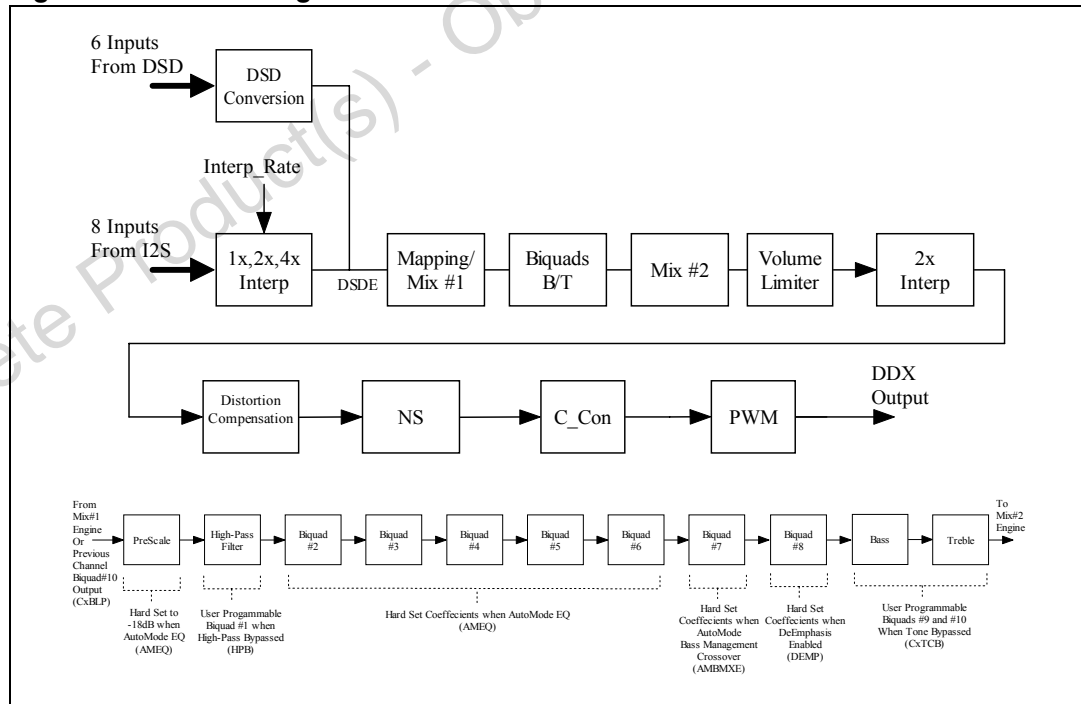 6 Inputs
From DSD
DSD
Conversion
Interp_Rate
8 Inputs
From I2S
1x,2x,4x
Interp
DSDE
Mapping/
Mix #1
Biquads
B/T
Mix #2
Volume
Limiter
2x
Interp
Distortion
Compensation
NS
C_Con
PWM
DDX
Output
From
Mix#1
Engine
Or
Previous
Channel
Biquad#10
Output
(CxBLP)
PreScale
High-Pass
Filter
Biquad
#2
Biquad
#3
Biquad
#4
Biquad
#5
Biquad
#6
Biquad
#7
Biquad
#8
Bass
Treble
To
Mix#2
Engine
Hard Set to
-18dB when
AutoMode EQ
(AMEQ)
User Progammable
Biquad #1 when
High-Pass Bypassed
(HPB)
Hard Set Coeffecients when AutoMode EQ
(AMEQ)
Hard Set
Coeffecients when
AutoMode
Bass Management
Crossover
(AMBMXE)
Hard Set
Coeffecients when
DeEmphasis
Enabled
(DEMP)
User Programmable
Biquads #9 and #10
When Tone Bypassed
(CxTCB)
ete Product(s) - Ob